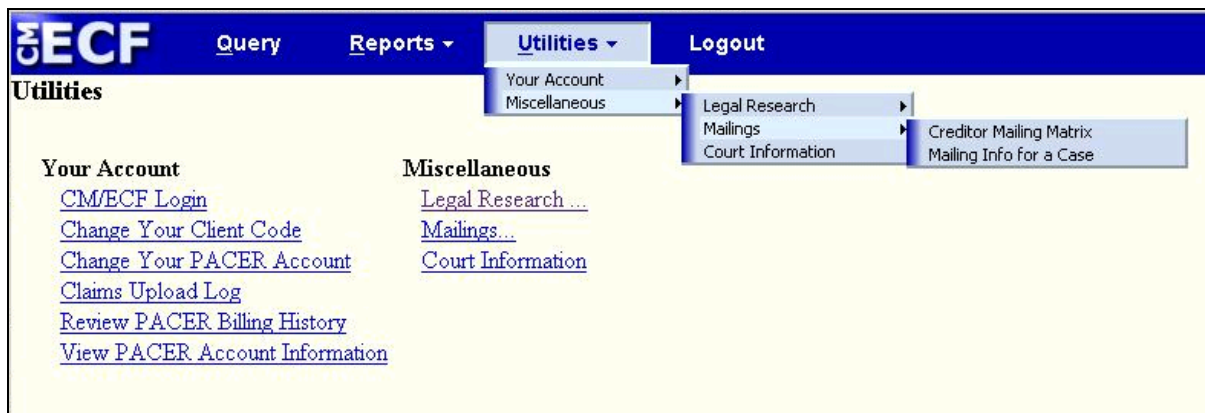 CM ECF Query Reports Utilities Logout
Your Account
Miscellaneous
Legal Research
Mailings
Court Information
Creditor Mailing Matrix
Mailing Info for a Case
Utilities
Your Account
CM/ECF Login
Change Your Client Code
Change Your PACER Account
Claims Upload Log
Review PACER Billing History
View PACER Account Information
Miscellaneous
Legal Research ...
Mailings...
Court Information